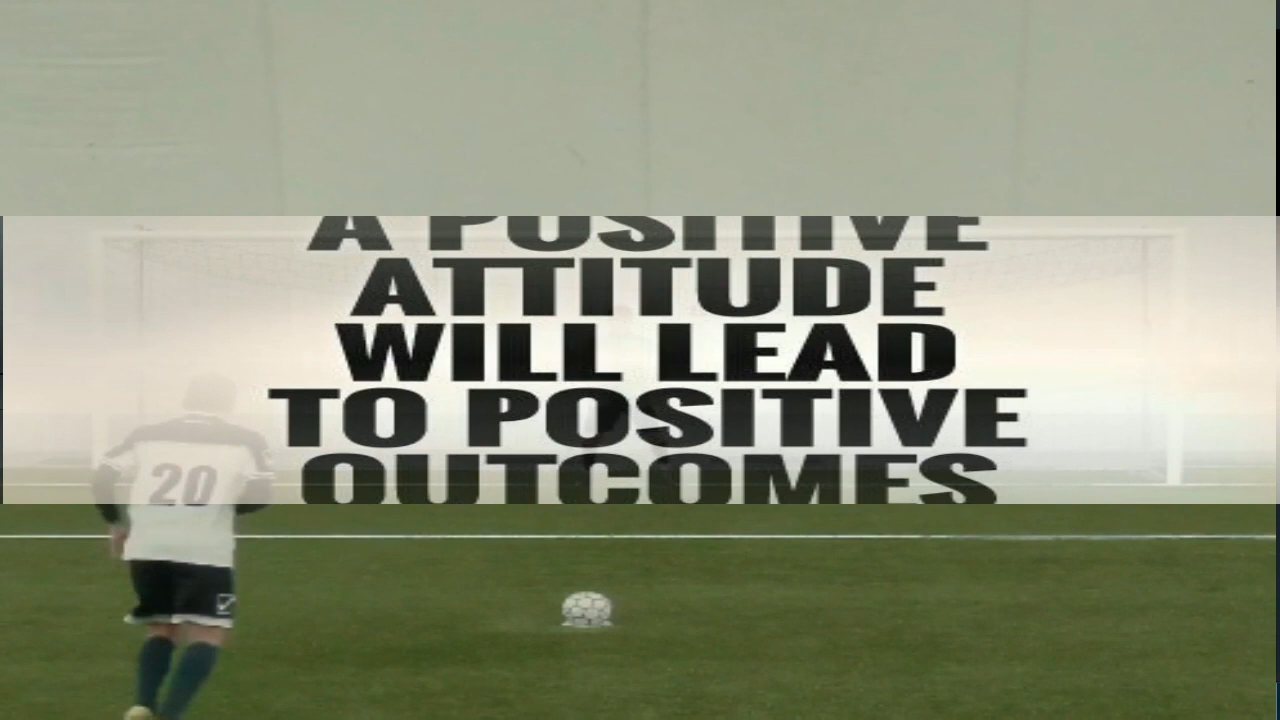 A POSITIVE
ATTITUDE
WILL LEAD
TO POSITIVE
OUTCOMES
20